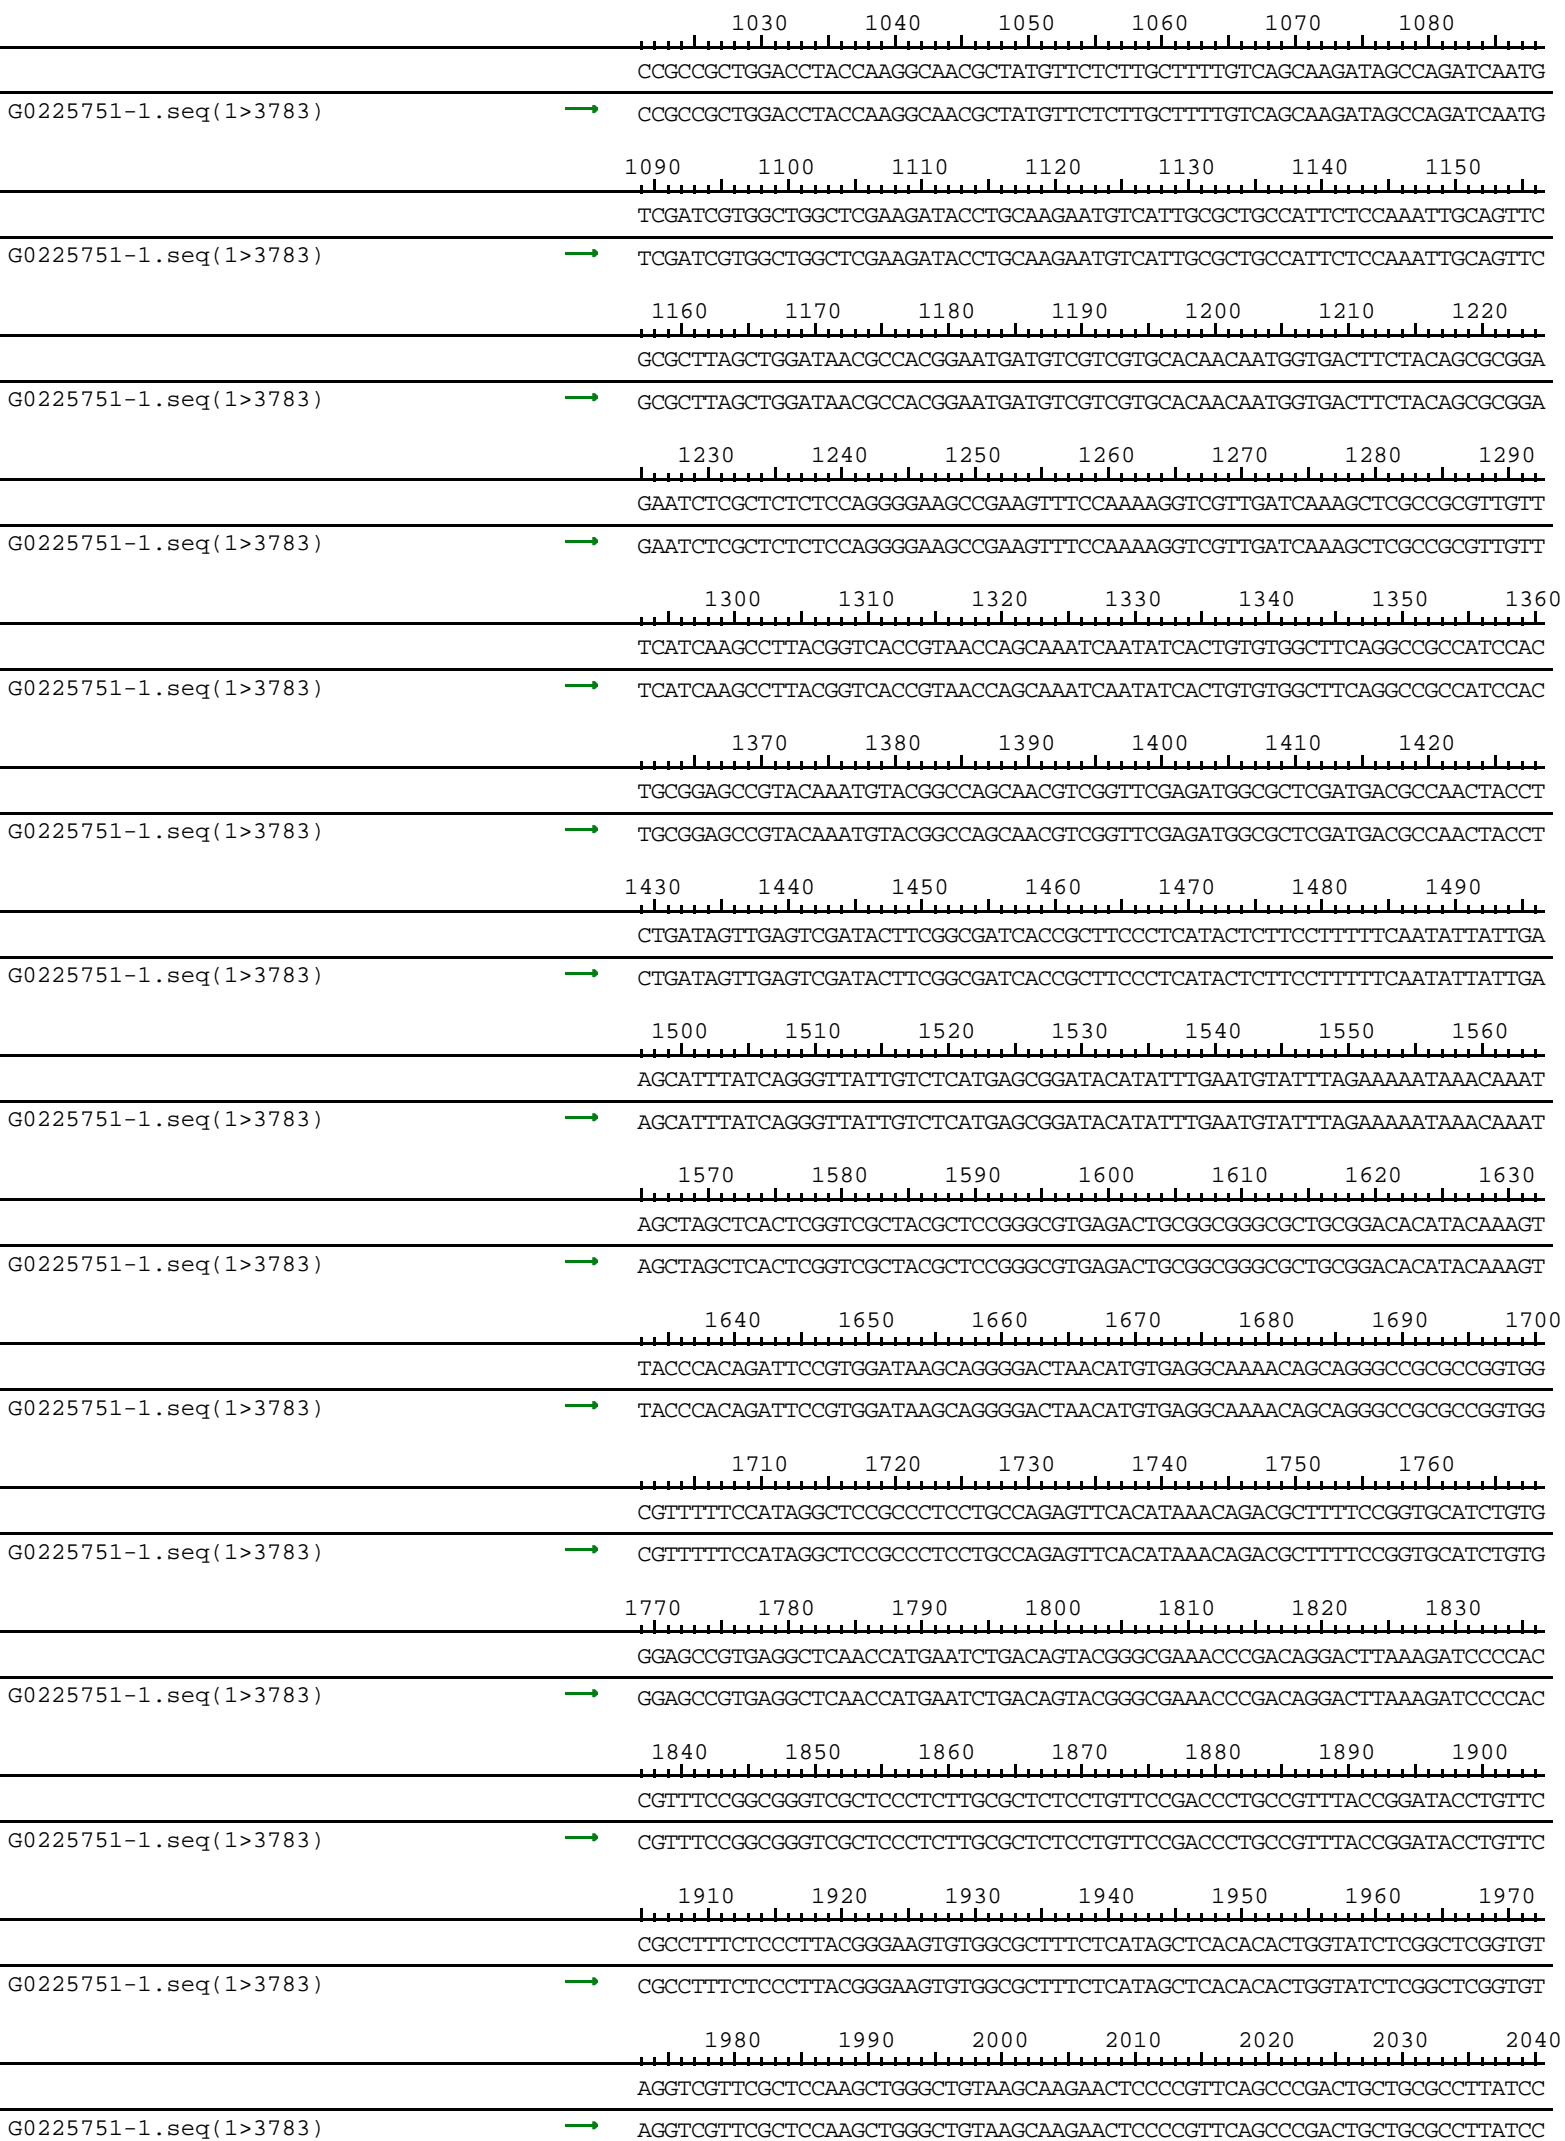 1030 1040 1050 1060 1070 1080
CCGCCGCTGGACCTACCAAGGCAACGCTATGTTCTCTTGCTTTTGTCAGCAAGATAGCCAGATCAATG
G0225751-1.seq(1>3783) → CCGCCGCTGGACCTACCAAGGCAACGCTATGTTCTCTTGCTTTTGTCAGCAAGATAGCCAGATCAATG
1090 1100 1110 1120 1130 1140 1150
TCGATCGTGGCTGGCTCGAAGATACCTGCAAGAATGTCATTGCGCTGCCATTCTCCAAATTGCAGTTC
G0225751-1.seq(1>3783) → TCGATCGTGGCTGGCTCGAAGATACCTGCAAGAATGTCATTGCGCTGCCATTCTCCAAATTGCAGTTC
1160 1170 1180 1190 1200 1210 1220
GCGCTTAGCTGGATAACGCCACGGAATGATGTCGTCGTGCACAACAATGGTGACTTCTACAGCGCGGA
G0225751-1.seq(1>3783) → GCGCTTAGCTGGATAACGCCACGGAATGATGTCGTCGTGCACAACAATGGTGACTTCTACAGCGCGGA
1230 1240 1250 1260 1270 1280 1290
GAATCTCGCTCTCTCCAGGGGAAGCCGAAGTTTCCAAAAGGTCGTTGATCAAAGCTCGCCGCGTTGTT
G0225751-1.seq(1>3783) → GAATCTCGCTCTCTCCAGGGGAAGCCGAAGTTTCCAAAAGGTCGTTGATCAAAGCTCGCCGCGTTGTT
1300 1310 1320 1330 1340 1350 1360
TCATCAAGCCTTACGGTCACCGTAACCAGCAAATCAATATCACTGTGTGGCTTCAGGCCGCCATCCAC
G0225751-1.seq(1>3783) → TCATCAAGCCTTACGGTCACCGTAACCAGCAAATCAATATCACTGTGTGGCTTCAGGCCGCCATCCAC
1370 1380 1390 1400 1410 1420
TGCGGAGCCGTACAAATGTACGGCCAGCAACGTCGGTTCGAGATGGCGCTCGATGACGCCAACTACCT
G0225751-1.seq(1>3783) → TGCGGAGCCGTACAAATGTACGGCCAGCAACGTCGGTTCGAGATGGCGCTCGATGACGCCAACTACCT
1430 1440 1450 1460 1470 1480 1490
CTGATAGTTGAGTCGATACTTCGGCGATCACCGCTTCCCTCATACTCTTCCTTTTTCAATATTATTGA
G0225751-1.seq(1>3783) → CTGATAGTTGAGTCGATACTTCGGCGATCACCGCTTCCCTCATACTCTTCCTTTTTCAATATTATTGA
1500 1510 1520 1530 1540 1550 1560
AGCATTTATCAGGGTTATTGTCTCATGAGCGGATACATATTTGAATGTATTTAGAAAAATAAACAAAT
G0225751-1.seq(1>3783) → AGCATTTATCAGGGTTATTGTCTCATGAGCGGATACATATTTGAATGTATTTAGAAAAATAAACAAAT
1570 1580 1590 1600 1610 1620 1630
AGCTAGCTCACTCGGTCGCTACGCTCCGGGCGTGAGACTGCGGCGGGCGCTGCGGACACATACAAAGT
G0225751-1.seq(1>3783) → AGCTAGCTCACTCGGTCGCTACGCTCCGGGCGTGAGACTGCGGCGGGCGCTGCGGACACATACAAAGT
1640 1650 1660 1670 1680 1690 1700
TACCCACAGATTCCGTGGATAAGCAGGGGACTAACATGTGAGGCAAAACAGCAGGGCCGCGCCGGTGG
G0225751-1.seq(1>3783) → TACCCACAGATTCCGTGGATAAGCAGGGGACTAACATGTGAGGCAAAACAGCAGGGCCGCGCCGGTGG
1710 1720 1730 1740 1750 1760
CGTTTTTCCATAGGCTCCGCCCTCCTGCCAGAGTTCACATAAACAGACGCTTTTCCGGTGCATCTGTG
G0225751-1.seq(1>3783) → CGTTTTTCCATAGGCTCCGCCCTCCTGCCAGAGTTCACATAAACAGACGCTTTTCCGGTGCATCTGTG
1770 1780 1790 1800 1810 1820 1830
GGAGCCGTGAGGCTCAACCATGAATCTGACAGTACGGGCGAAACCCGACAGGACTTAAAGATCCCCAC
G0225751-1.seq(1>3783) → GGAGCCGTGAGGCTCAACCATGAATCTGACAGTACGGGCGAAACCCGACAGGACTTAAAGATCCCCAC
1840 1850 1860 1870 1880 1890 1900
CGTTTCCGGCGGGTCGCTCCCTCTTGCGCTCTCCTGTTCCGACCCTGCCGTTTACCGGATACCTGTTC
G0225751-1.seq(1>3783) → CGTTTCCGGCGGGTCGCTCCCTCTTGCGCTCTCCTGTTCCGACCCTGCCGTTTACCGGATACCTGTTC
1910 1920 1930 1940 1950 1960 1970
CGCCTTTCTCCCTTACGGGAAGTGTGGCGCTTTCTCATAGCTCACACACTGGTATCTCGGCTCGGTGT
G0225751-1.seq(1>3783) → CGCCTTTCTCCCTTACGGGAAGTGTGGCGCTTTCTCATAGCTCACACACTGGTATCTCGGCTCGGTGT
1980 1990 2000 2010 2020 2030 2040
AGGTCGTTCGCTCCAAGCTGGGCTGTAAGCAAGAACTCCCCGTTCAGCCCGACTGCTGCGCCTTATCC
G0225751-1.seq(1>3783) → AGGTCGTTCGCTCCAAGCTGGGCTGTAAGCAAGAACTCCCCGTTCAGCCCGACTGCTGCGCCTTATCC